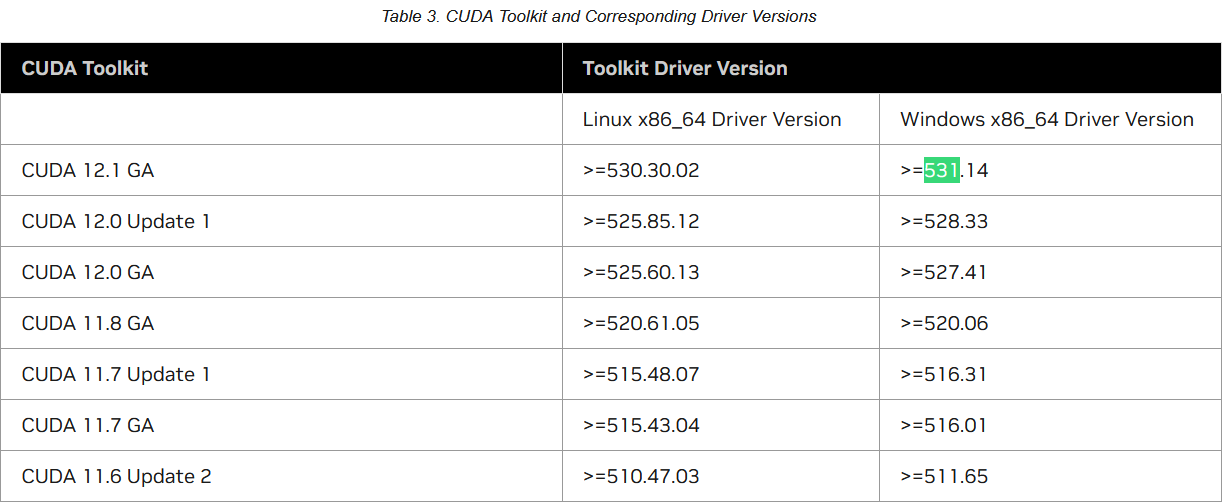 Table 3. CUDA Toolkit and Corresponding Driver Versions
CUDA Toolkit Toolkit Driver Version
Linux x86_64 Driver Version Windows x86_64 Driver Version
CUDA 12.1 GA >=530.30.02 >=531.14
CUDA 12.0 Update 1 >=525.85.12 >=528.33
CUDA 12.0 GA >=525.60.13 >=527.41
CUDA 11.8 GA >=520.61.05 >=520.06
CUDA 11.7 Update 1 >=515.48.07 >=516.31
CUDA 11.7 GA >=515.43.04 >=516.01
CUDA 11.6 Update 2 >=510.47.03 >=511.65